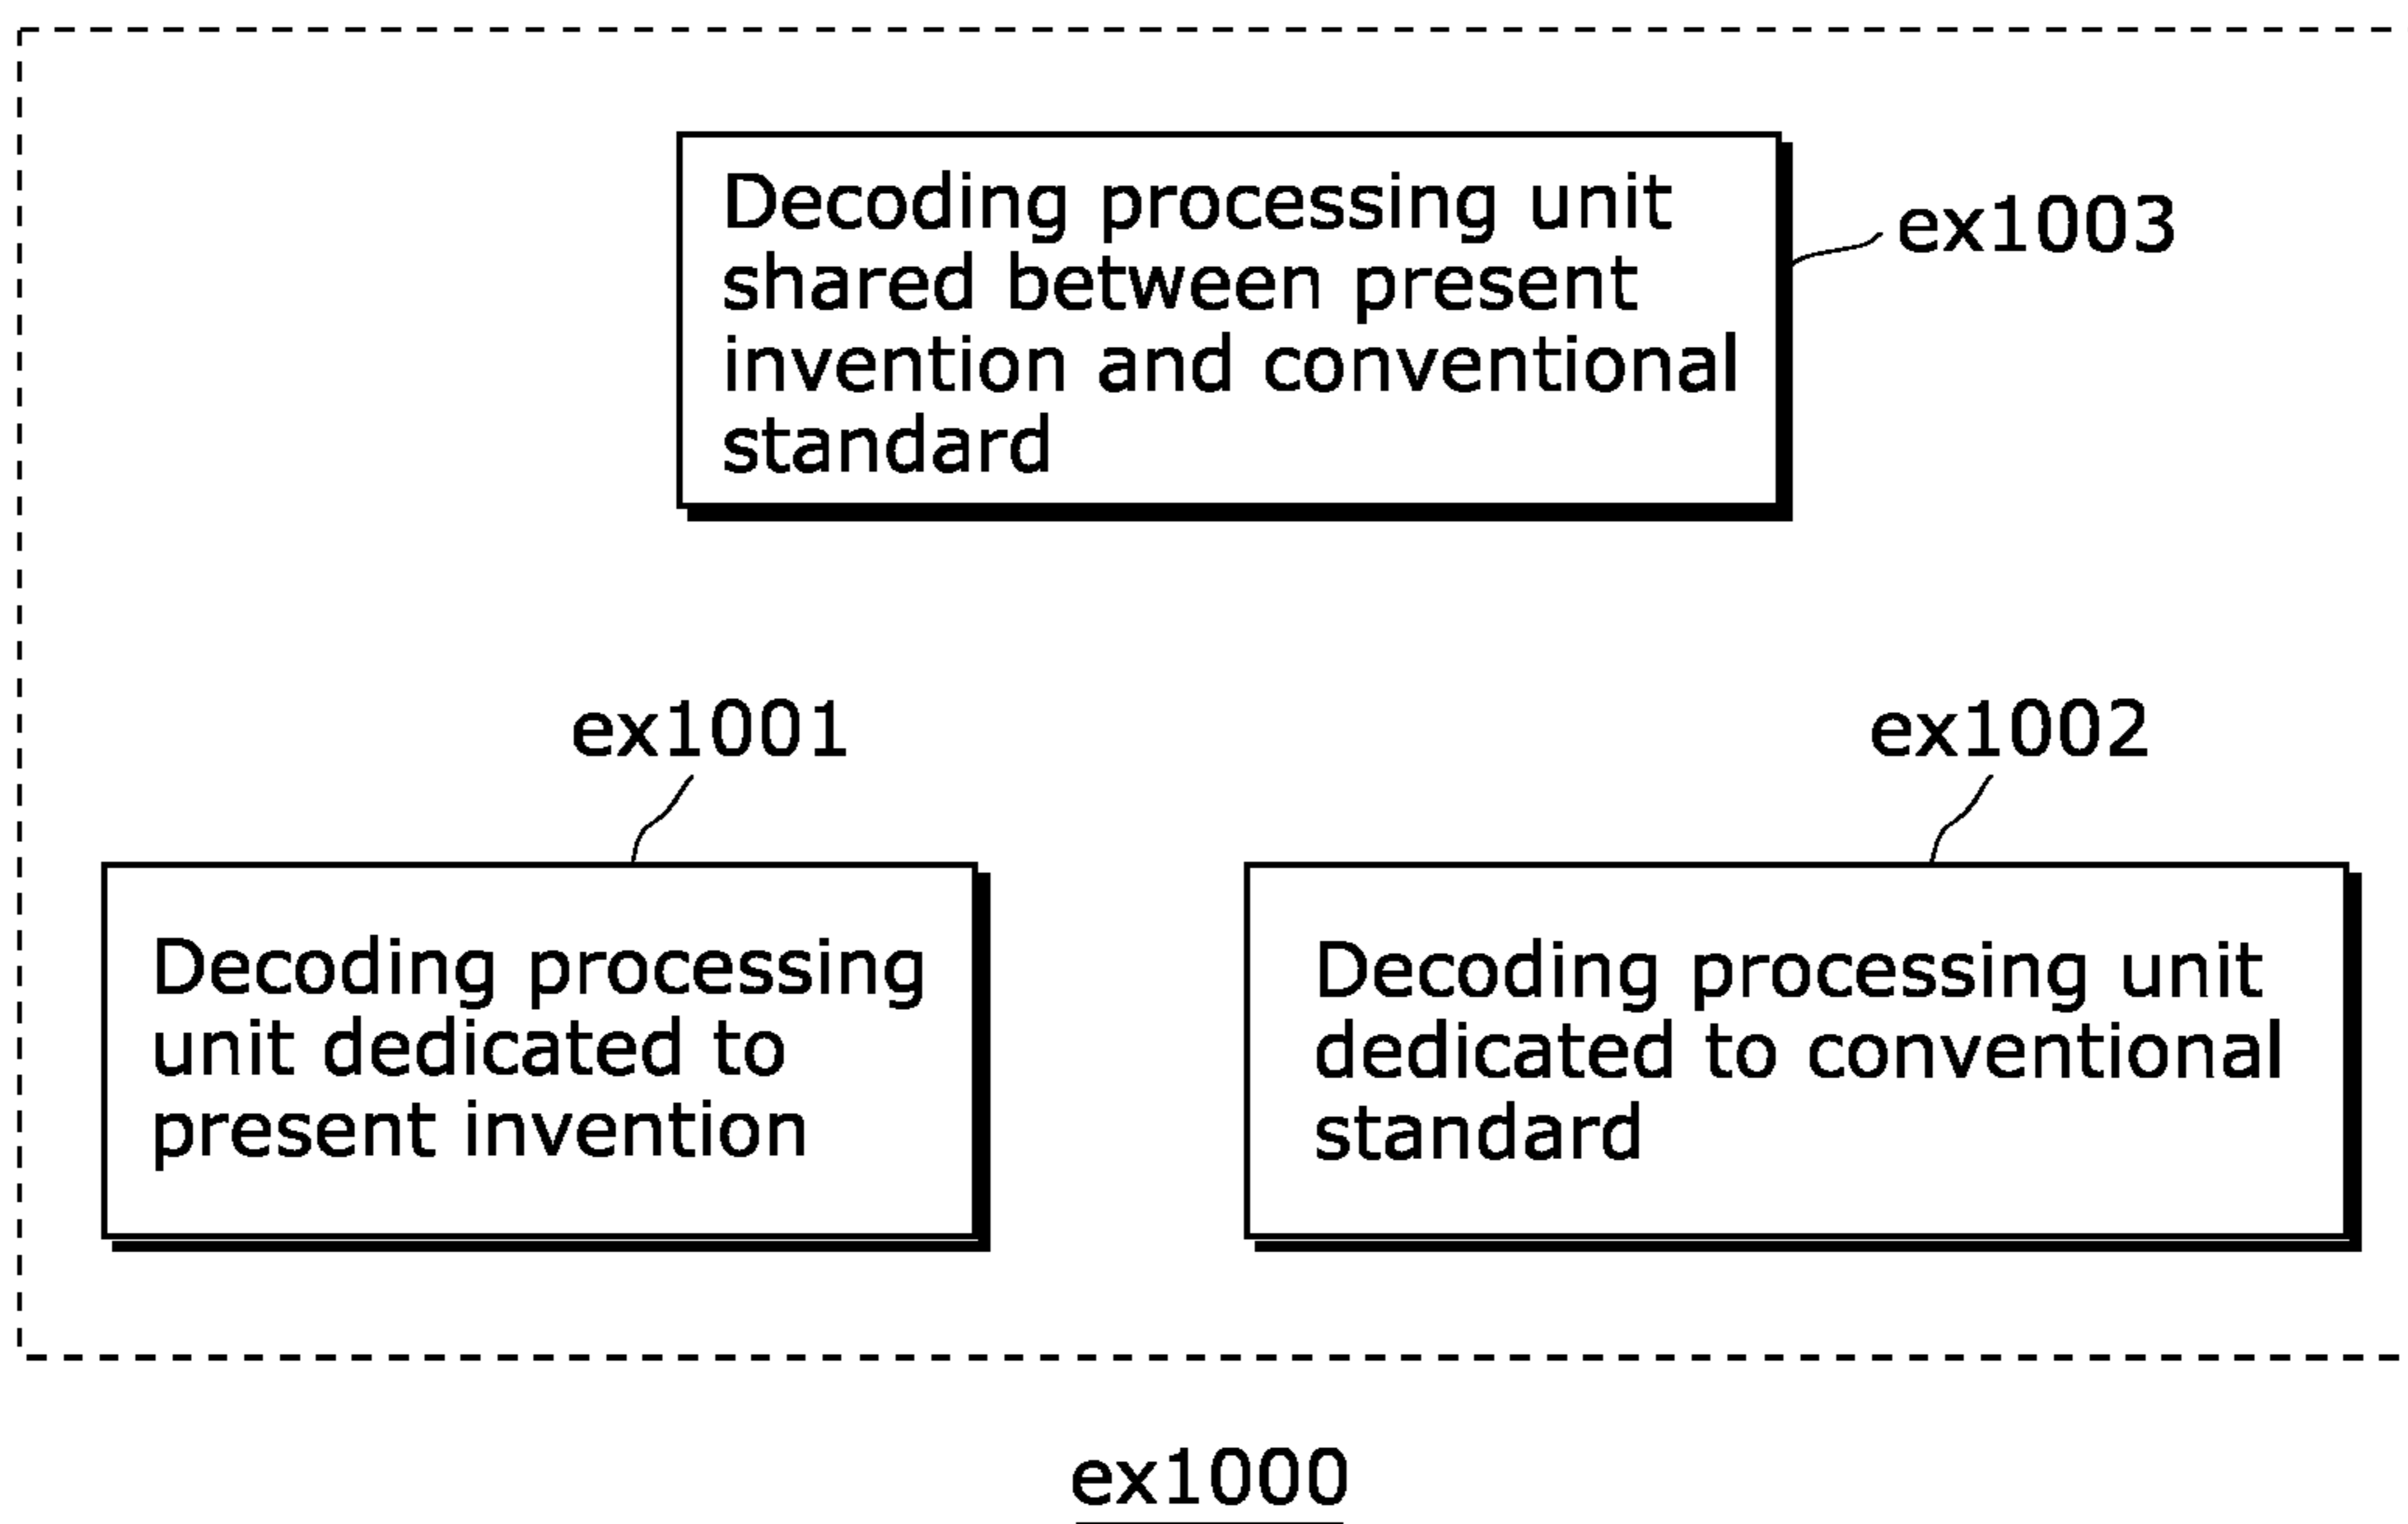 Decoding processing unit
shared between present
invention and conventional
standard
ex1003
ex1001
ex1002
Decoding processing
unit dedicated to
present invention
Decoding processing unit
dedicated to conventional
standard
ex1000